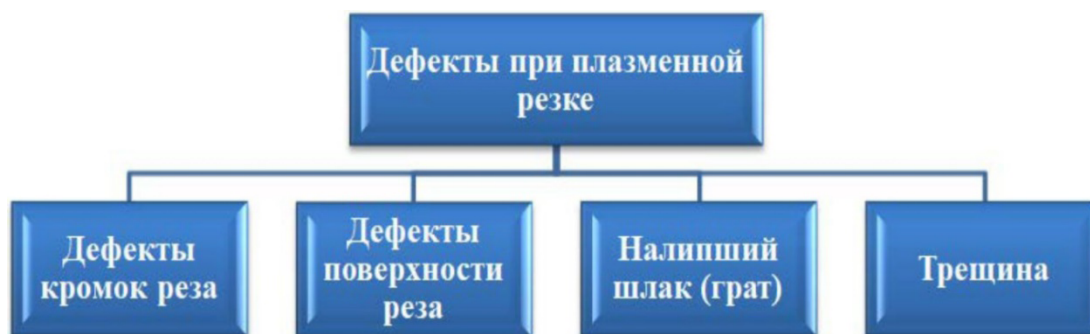 Дефекты при плазменной
резке
Дефекты
кромок реза
Дефекты
поверхности
реза
Налипший
шлак (грат)
Трещина